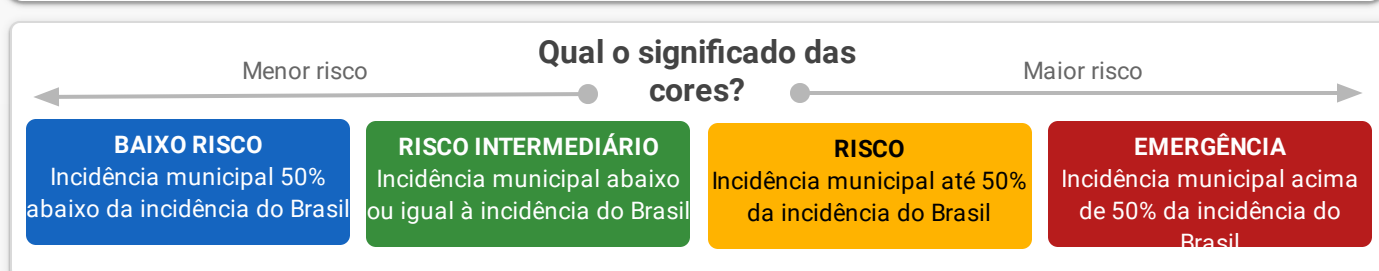 Qual o significado das
cores?
Menor risco
Maior risco
BAIXO RISCO
Incidência municipal 50%
abaixo da incidência do Brasil
RISCO INTERMEDIÁRIO
Incidência municipal abaixo
ou igual à incidência do Brasil
RISCO
Incidência municipal até 50%
da incidência do Brasil
EMERGÊNCIA
Incidência municipal acima
de 50% da incidência do
Brasil